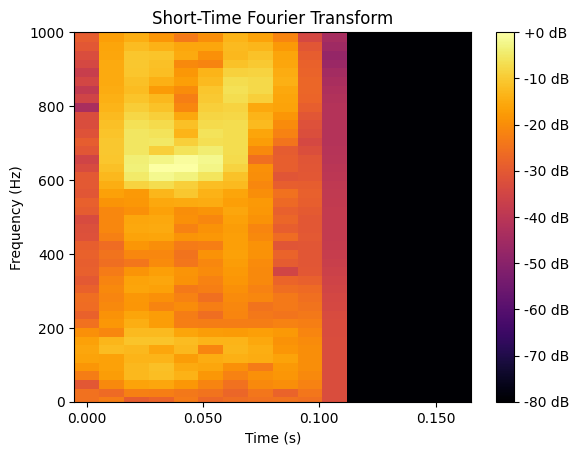 Short-Time Fourier Transform
1000
800
600
400
200
0
Frequency (Hz)
0.000
0.050
0.100
0.150
Time (s)
+0 dB
-10 dB
-20 dB
-30 dB
-40 dB
-50 dB
-60 dB
-70 dB
-80 dB